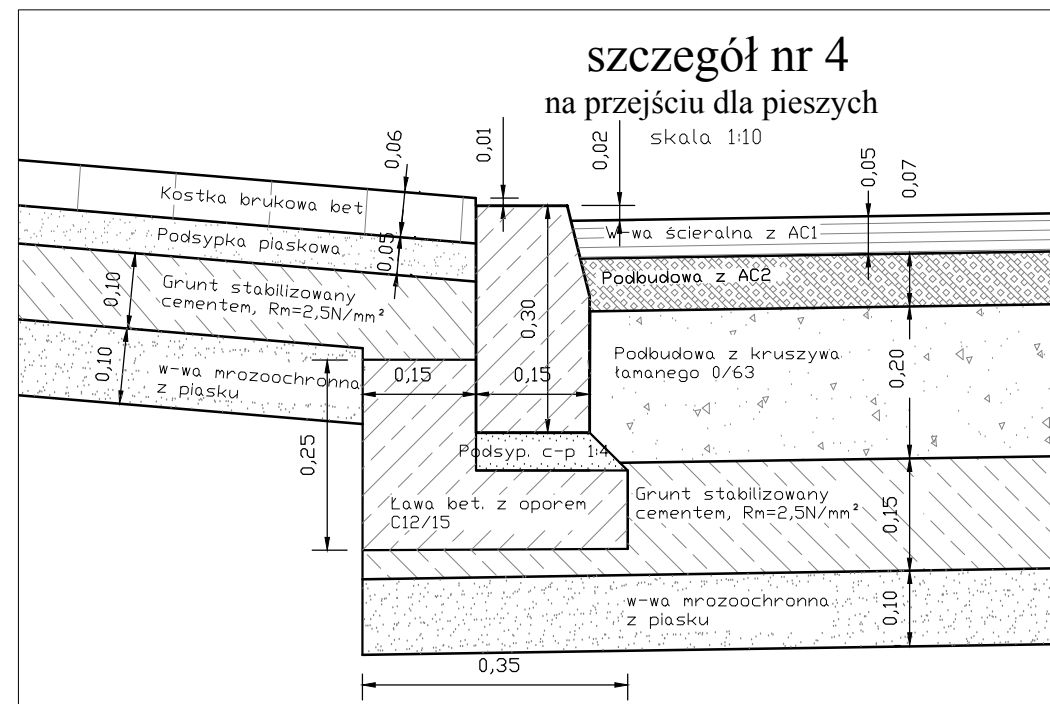 szczegół nr 4
na przejściu dla pieszych
skala 1:10
0,06
0,01
0,02
0,05
0,07
Kostka brukowa bet
Podsypka piaskowa
0,05
W-wa ścieralna z AC1
Podbudowa z AC2
0,10
Grunt stabilizowany
cementem, Rm=2,5N/mm²
0,30
Podbudowa z kruszywa
łamanego 0/63
0,20
0,10
w-wa mrozoochronna
z piasku
0,15
0,15
0,25
Podsyp. c-p 1:4
Ława bet. z oporem
C12/15
Grunt stabilizowany
cementem, Rm=2,5N/mm²
0,15
w-wa mrozoochronna
z piasku
0,10
0,35